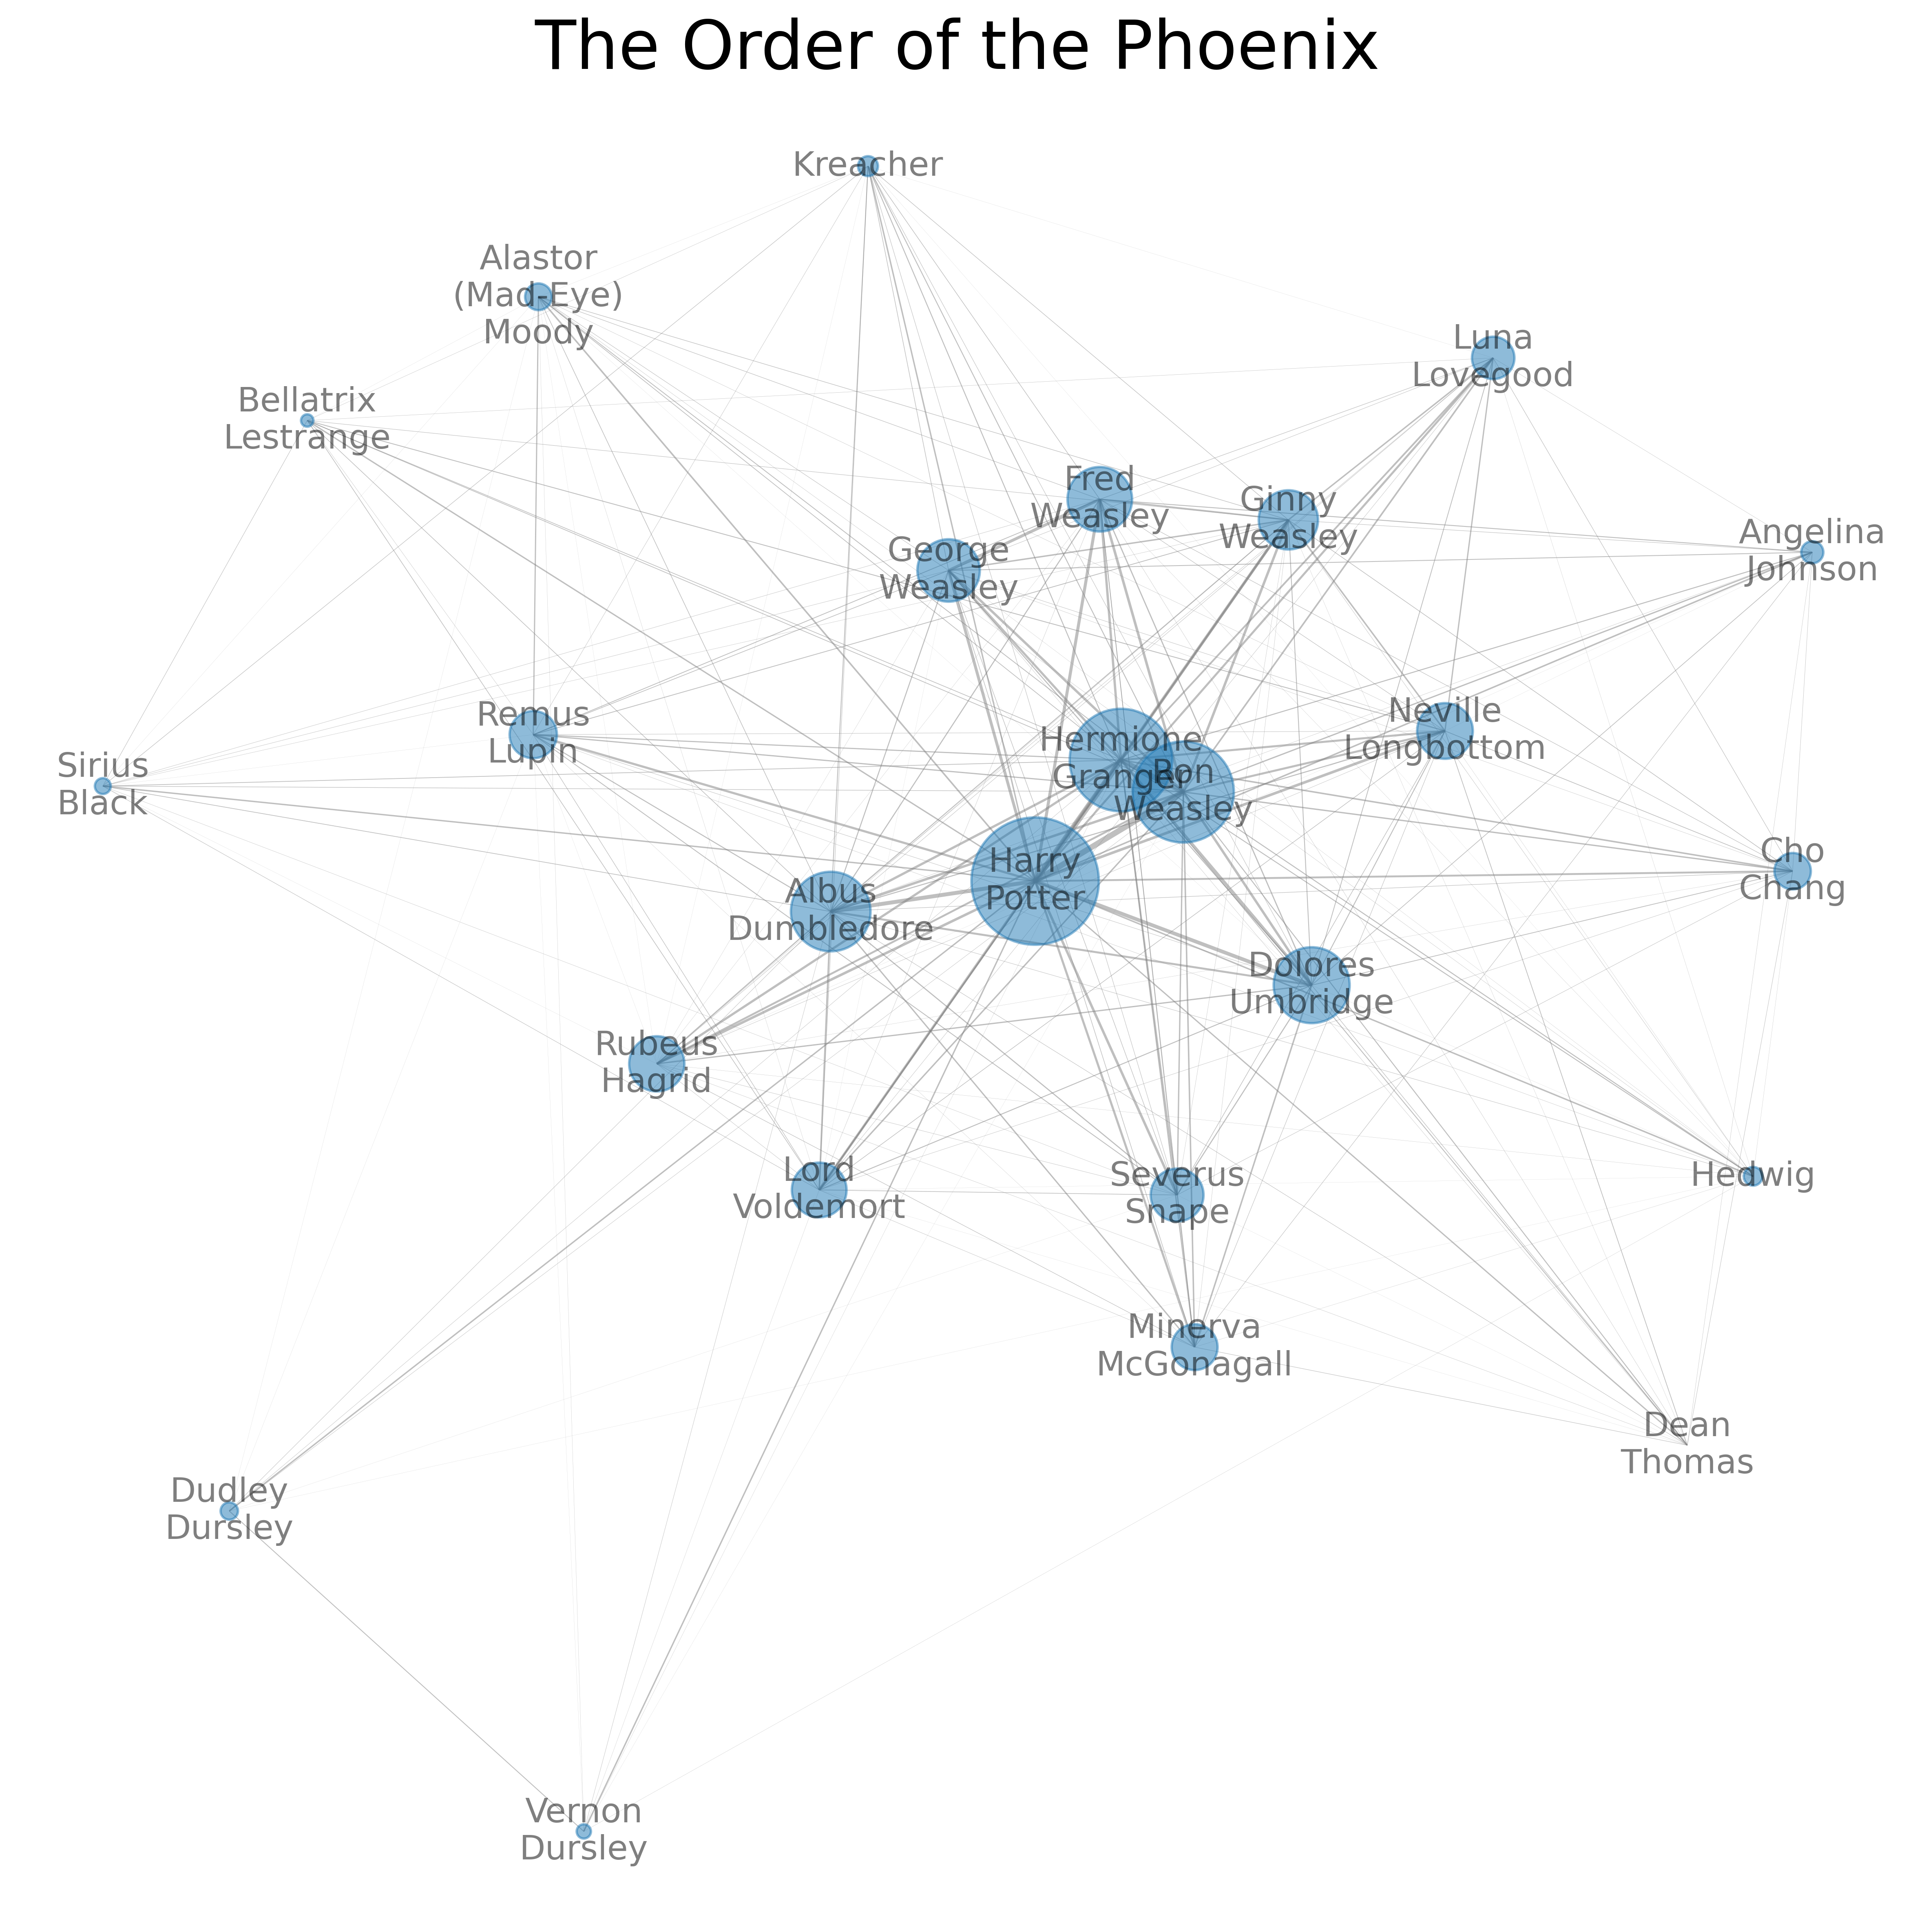 The Order of the Phoenix
Kreacher
Alastor
(Mad-Eye)
Moody
Luna
Lovegood
Bellatrix
Lestrange
Fred
Weasley
Ginny
Weasley
George
Weasley
Angelina
Johnson
Remus
Lupin
Hermione
Granger
Ron
Weasley
Neville
Longbottom
Sirius
Black
Harry
Potter
Cho
Chang
Albus
Dumbledore
Dolores
Umbridge
Rubeus
Hagrid
Lord
Voldemort
Severus
Snape
Hedwig
Minerva
McGonagall
Dean
Thomas
Dudley
Dursley
Vernon
Dursley